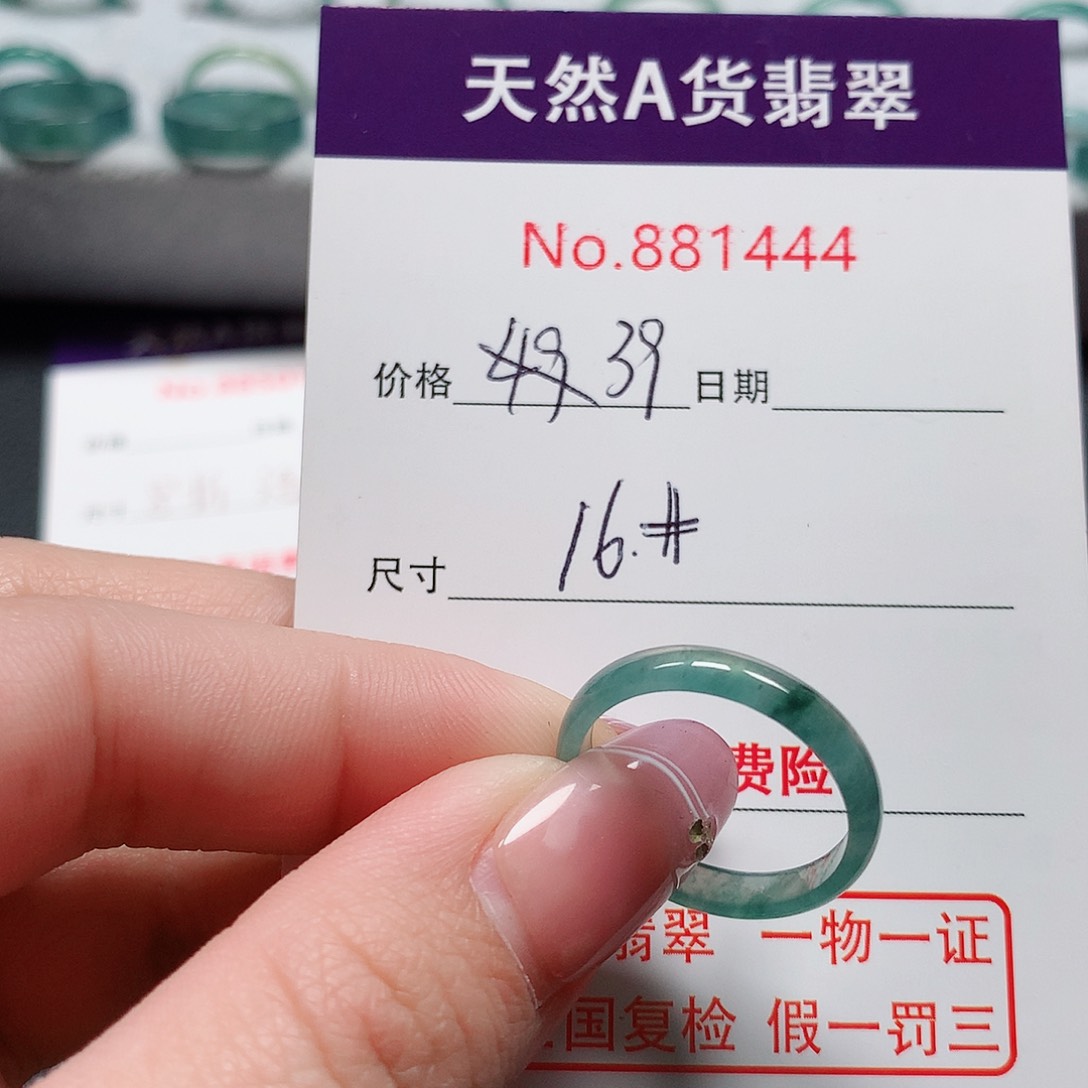 天然A货翡翠
No.881444
价格 49 39 日期
尺寸 16.#
费险
翡翠 一物一证
国复检 假一罚三